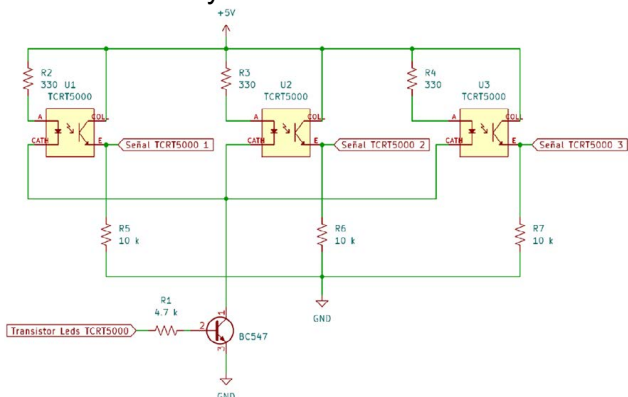 +5V
R2
330
U1
TCRT5000
R3
330
U2
TCRT5000
R4
330
U3
TCRT5000
A
COL
CATH
E
Señal TCRT5000 1
A
COL
CATH
E
Señal TCRT5000 2
A
COL
CATH
E
Señal TCRT5000 3
R5
10 k
R6
10 k
R7
10 k
GND
R1
4.7 k
Transistor Leds TCRT5000
2
1
3
BC547
GND